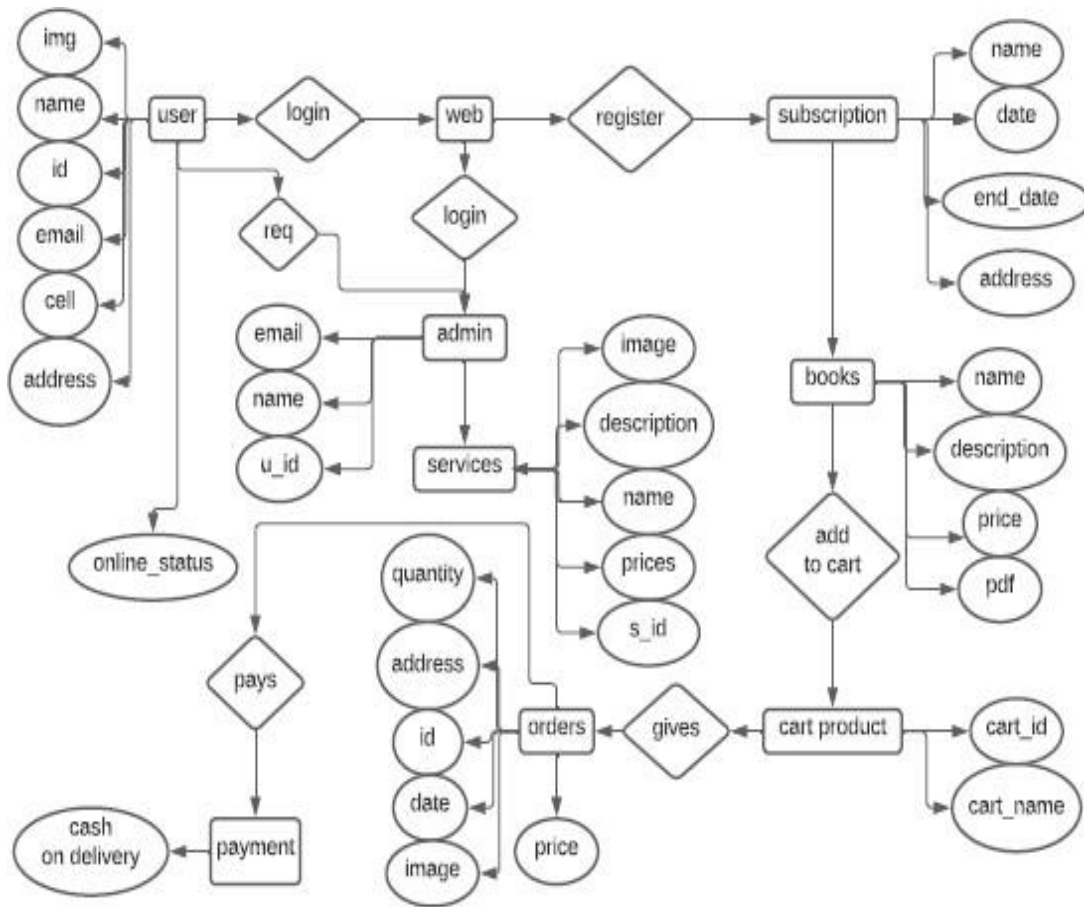 img
name
user
login
web
register
subscription
name
date
id
end_date
email
req
login
cell
address
address
email
admin
image
name
description
books
name
description
u_id
services
name
price
online_status
quantity
prices
add
to cart
pdf
s_id
pays
address
id
orders
gives
cart product
cart_id
date
cart_name
cash
on delivery
payment
image
price